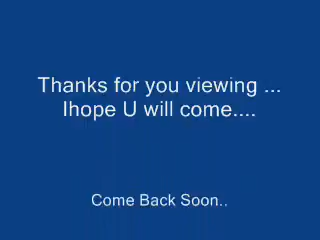 Thanks for you viewing ...
Ihope U will come....
Come Back Soon..